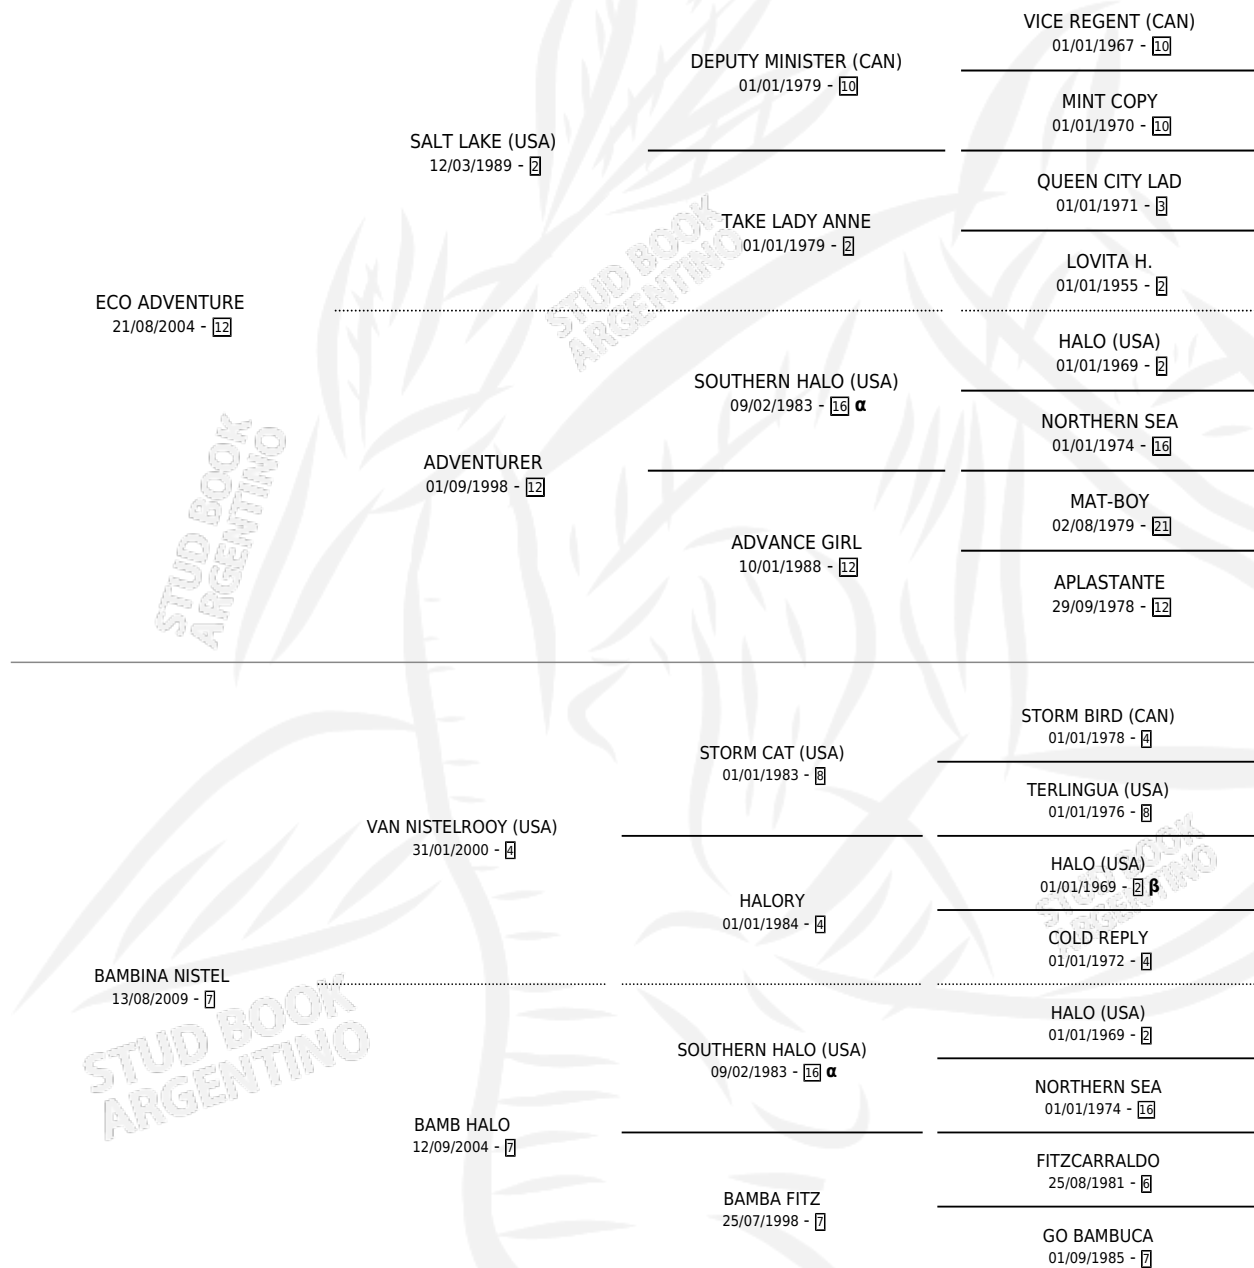 VICE REGENT (CAN)
01/01/1967 - 10
DEPUTY MINISTER (CAN)
01/01/1979 - 10
MINT COPY
01/01/1970 - 10
SALT LAKE (USA)
12/03/1989 - 2
QUEEN CITY LAD
01/01/1971 - 3
TAKE LADY ANNE
01/01/1979 - 2
LOVITA H.
01/01/1955 - 2
ECO ADVENTURE
21/08/2004 - 12
HALO (USA)
01/01/1969 - 2
SOUTHERN HALO (USA)
09/02/1983 - 16 α
NORTHERN SEA
01/01/1974 - 16
ADVENTURER
01/09/1998 - 12
MAT-BOY
02/08/1979 - 21
ADVANCE GIRL
10/01/1988 - 12
APLASTANTE
29/09/1978 - 12
STORM BIRD (CAN)
01/01/1978 - 4
STORM CAT (USA)
01/01/1983 - 8
TERLINGUA (USA)
01/01/1976 - 8
VAN NISTELROOY (USA)
31/01/2000 - 4
HALO (USA)
01/01/1969 - 2 β
HALORY
01/01/1984 - 4
COLD REPLY
01/01/1972 - 4
BAMBINA NISTEL
13/08/2009 - 7
HALO (USA)
01/01/1969 - 2
SOUTHERN HALO (USA)
09/02/1983 - 16 α
NORTHERN SEA
01/01/1974 - 16
BAMB HALO
12/09/2004 - 7
FITZCARRALDO
25/08/1981 - 6
BAMBA FITZ
25/07/1998 - 7
GO BAMBUCA
01/09/1985 - 7
STUD BOOK
ARGENTINO
STUD BOOK
ARGENTINO
STUD BOOK
ARGENTINO
STUD BOOK
ARGENTINO